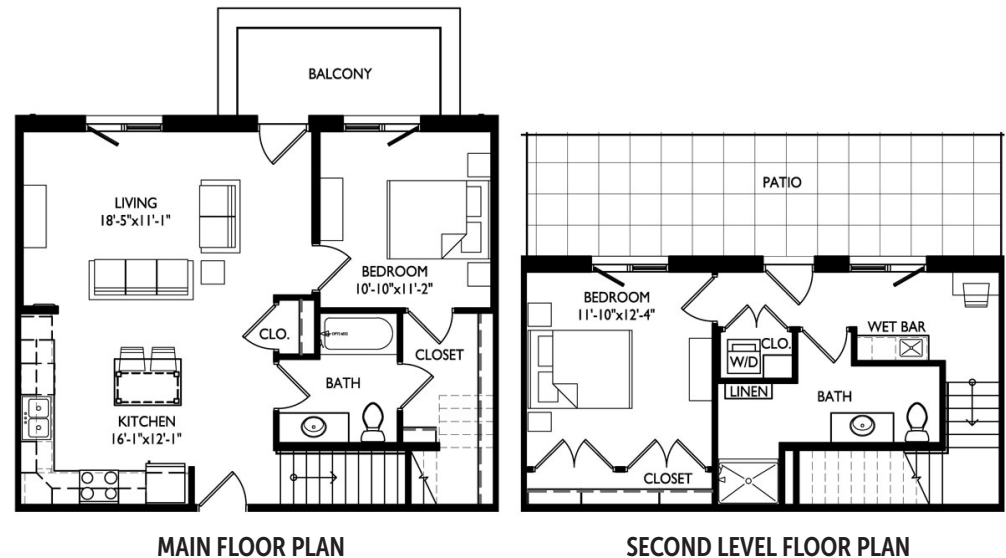 BALCONY
LIVING
18'-5"x11'-1"
BEDROOM
10'-10"x11'-2"
CLO.
CLOSET
BATH
KITCHEN
16'-1"x12'-1"
MAIN FLOOR PLAN
PATIO
BEDROOM
11'-10"x12'-4"
WET BAR
CLO.
W/D
LINEN
BATH
CLOSET
SECOND LEVEL FLOOR PLAN